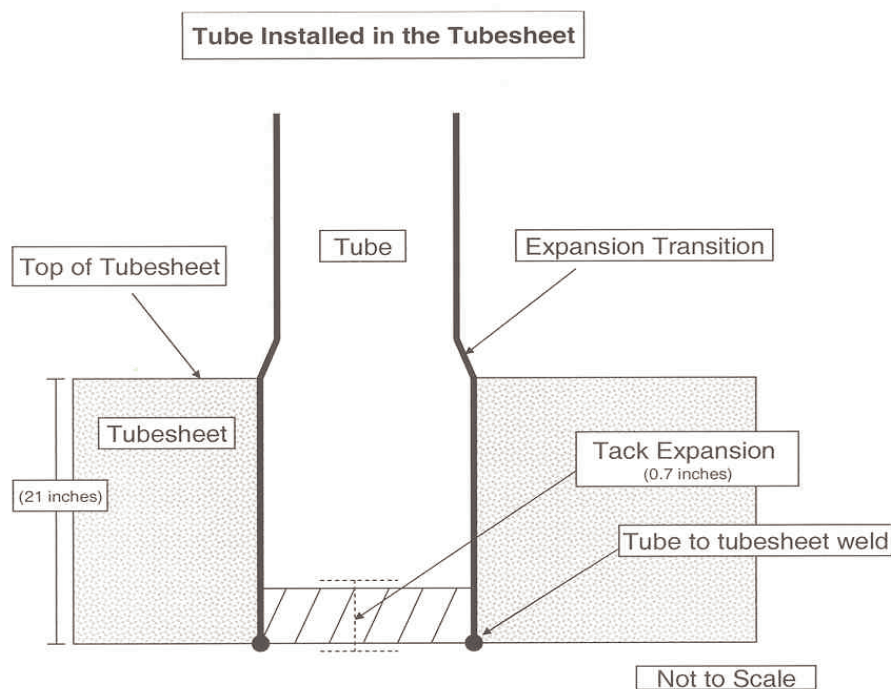 Tube Installed in the Tubesheet
Tube
Expansion Transition
Top of Tubesheet
Tubesheet
Tack Expansion
(0.7 inches)
(21 inches)
Tube to tubesheet weld
Not to Scale